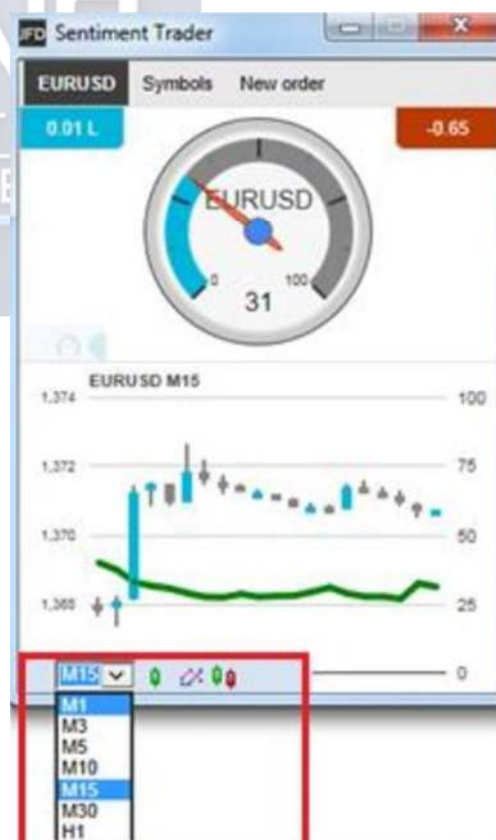 JFD Sentiment Trader
EURUSD Symbols New order
0.01 L
-0.65
EURUSD
0 100
31
EURUSD M15
1,374 100
1,372 75
1,370 50
1,368 25
0
M15
M1
M3
M5
M10
M15
M30
H1